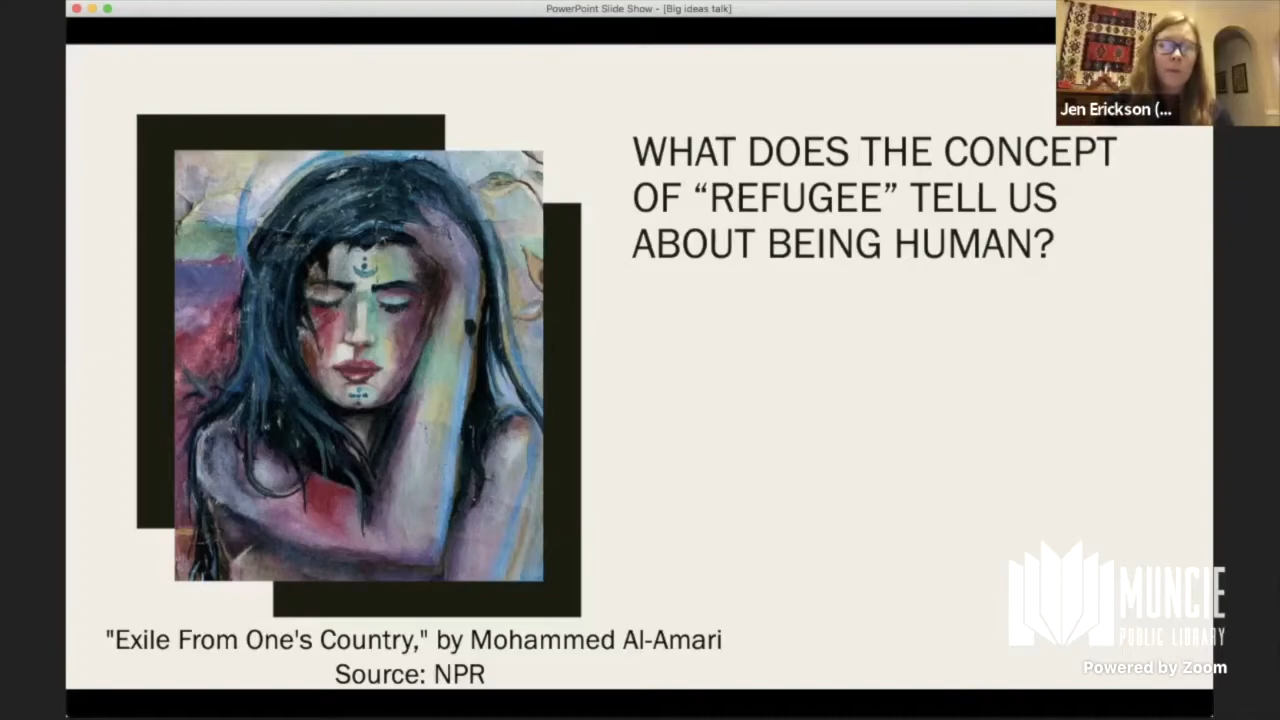 PowerPoint Slide Show - [Big ideas talk]
Jen Erickson (...
WHAT DOES THE CONCEPT
OF “REFUGEE” TELL US
ABOUT BEING HUMAN?
"Exile From One's Country," by Mohammed Al-Amari
Source: NPR
MUNCIE
PUBLIC LIBRARY
Powered by Zoom